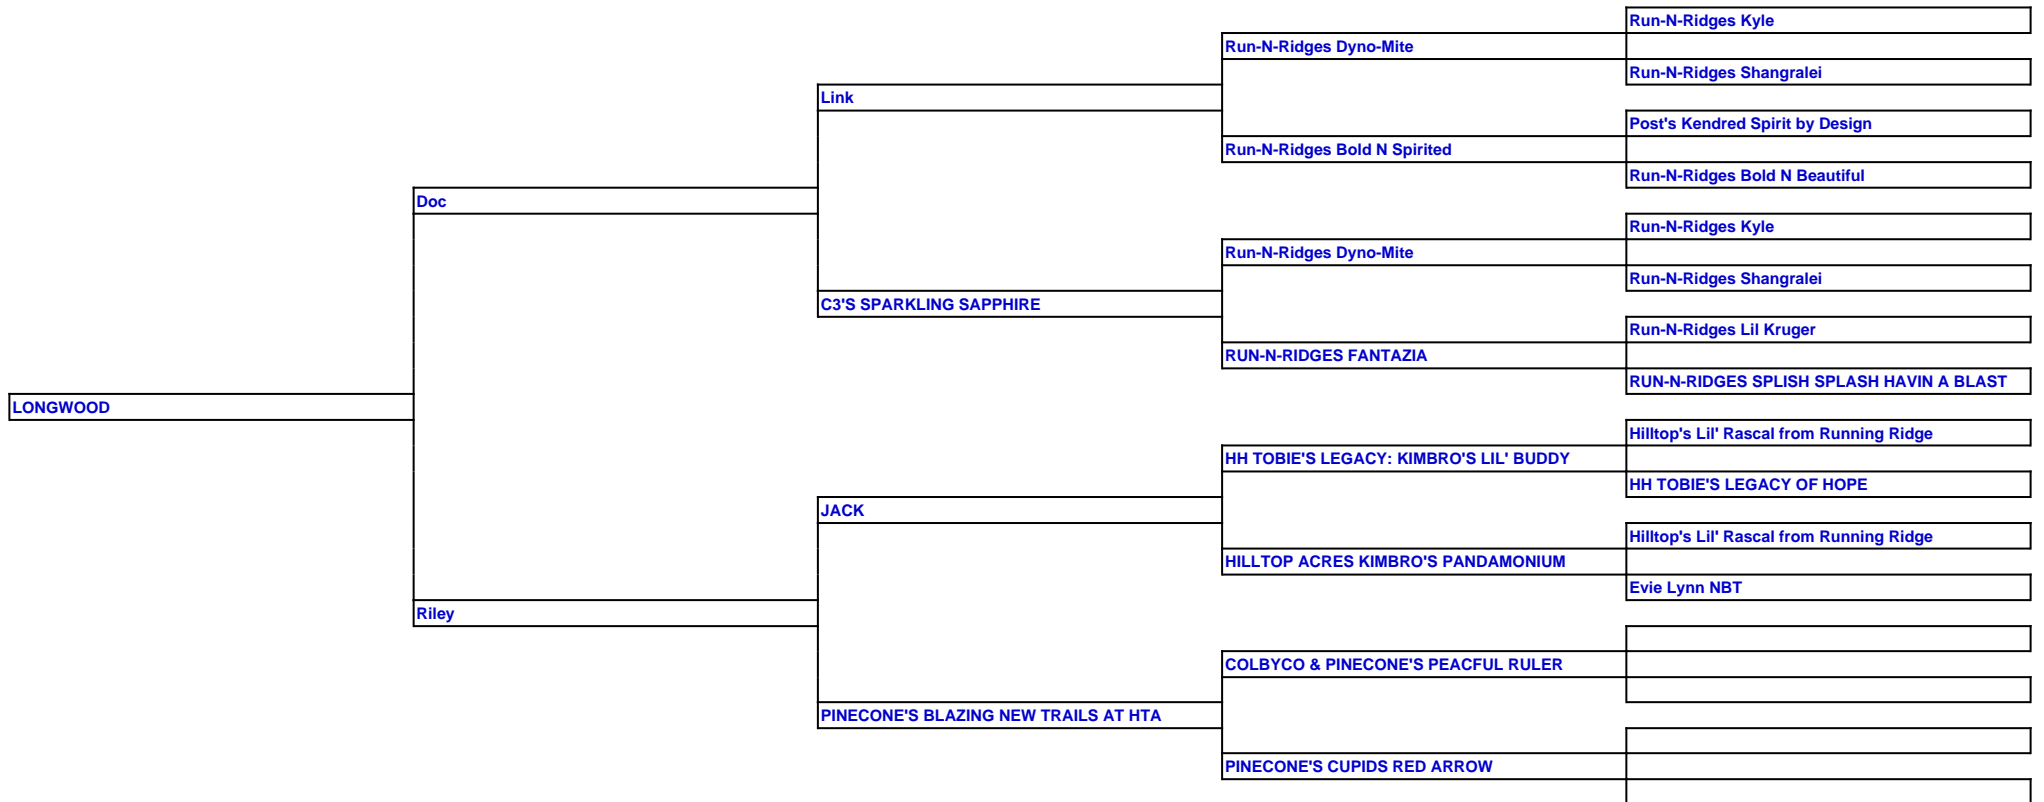 Run-N-Ridges Kyle
Run-N-Ridges Dyno-Mite
Run-N-Ridges Shangralei
Link
Post's Kendred Spirit by Design
Run-N-Ridges Bold N Spirited
Run-N-Ridges Bold N Beautiful
Doc
Run-N-Ridges Kyle
Run-N-Ridges Dyno-Mite
Run-N-Ridges Shangralei
C3'S SPARKLING SAPPHIRE
Run-N-Ridges Lil Kruger
RUN-N-RIDGES FANTAZIA
RUN-N-RIDGES SPLISH SPLASH HAVIN A BLAST
LONGWOOD
Hilltop's Lil' Rascal from Running Ridge
HH TOBIE'S LEGACY: KIMBRO'S LIL' BUDDY
HH TOBIE'S LEGACY OF HOPE
JACK
Hilltop's Lil' Rascal from Running Ridge
HILLTOP ACRES KIMBRO'S PANDAMONIUM
Evie Lynn NBT
Riley
COLBYCO & PINECONE'S PEACFUL RULER
PINECONE'S BLAZING NEW TRAILS AT HTA
PINECONE'S CUPIDS RED ARROW